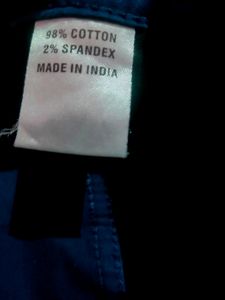 98% COTTON
2% SPANDEX
MADE IN INDIA